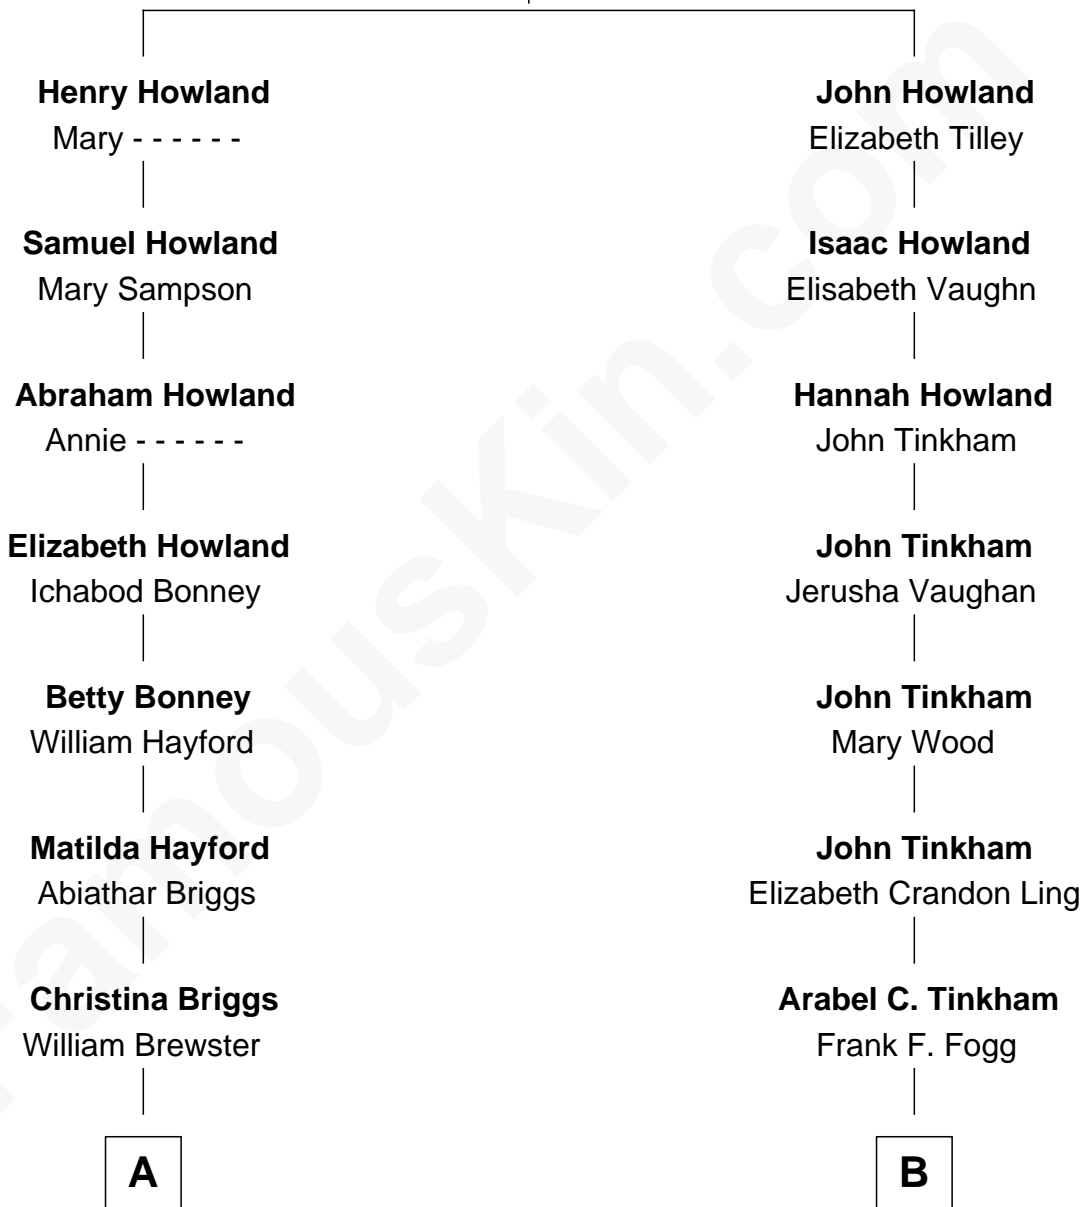 Henry Howland
Mary - - - - - -
Samuel Howland
Mary Sampson
Abraham Howland
Annie - - - - - -
Elizabeth Howland
Ichabod Bonney
Betty Bonney
William Hayford
Matilda Hayford
Abiathar Briggs
Christina Briggs
William Brewster
A
John Howland
Elizabeth Tilley
Isaac Howland
Elisabeth Vaughn
Hannah Howland
John Tinkham
John Tinkham
Jerusha Vaughan
John Tinkham
Mary Wood
John Tinkham
Elizabeth Crandon Ling
Arabel C. Tinkham
Frank F. Fogg
B
FamousKin.com